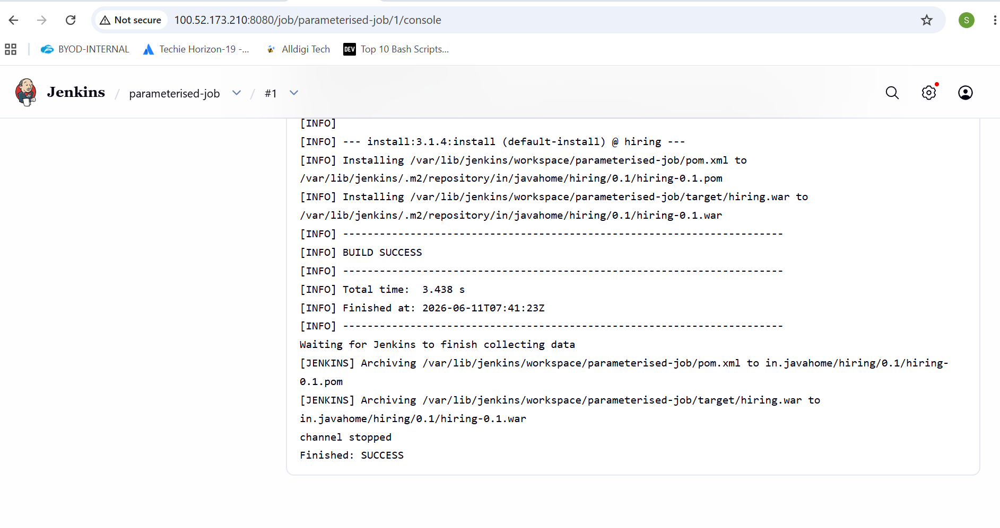 Not secure 100.52.173.210:8080/job/parameterised-job/1/console S
BYOD-INTERNAL Techie Horizon-19 -... Alldigi Tech DEV Top 10 Bash Scripts...
Jenkins / parameterised-job / #1
[INFO]
[INFO] --- install:3.1.4:install (default-install) @ hiring ---
[INFO] Installing /var/lib/jenkins/workspace/parameterised-job/pom.xml to
/var/lib/jenkins/.m2/repository/in/javahome/hiring/0.1/hiring-0.1.pom
[INFO] Installing /var/lib/jenkins/workspace/parameterised-job/target/hiring.war to
/var/lib/jenkins/.m2/repository/in/javahome/hiring/0.1/hiring-0.1.war
[INFO] ------------------------------------------------------------------------
[INFO] BUILD SUCCESS
[INFO] ------------------------------------------------------------------------
[INFO] Total time:  3.438 s
[INFO] Finished at: 2026-06-11T07:41:23Z
[INFO] ------------------------------------------------------------------------
Waiting for Jenkins to finish collecting data
[JENKINS] Archiving /var/lib/jenkins/workspace/parameterised-job/pom.xml to in.javahome/hiring/0.1/hiring-
0.1.pom
[JENKINS] Archiving /var/lib/jenkins/workspace/parameterised-job/target/hiring.war to
in.javahome/hiring/0.1/hiring-0.1.war
channel stopped
Finished: SUCCESS